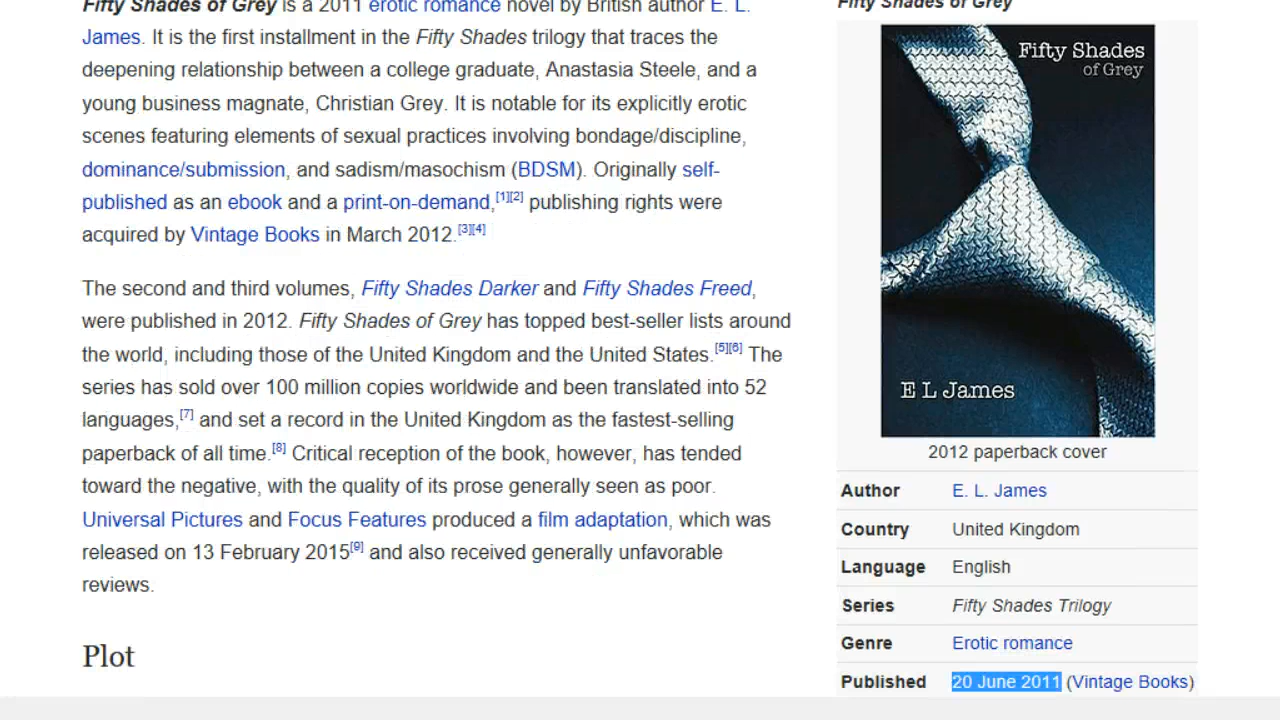 Fifty Shades of Grey is a 2011 erotic romance novel by British author E. L.
James. It is the first installment in the Fifty Shades trilogy that traces the
deepening relationship between a college graduate, Anastasia Steele, and a
young business magnate, Christian Grey. It is notable for its explicitly erotic
scenes featuring elements of sexual practices involving bondage/discipline,
dominance/submission, and sadism/masochism (BDSM). Originally self-
published as an ebook and a print-on-demand,[1][2] publishing rights were
acquired by Vintage Books in March 2012.[3][4]
The second and third volumes, Fifty Shades Darker and Fifty Shades Freed,
were published in 2012. Fifty Shades of Grey has topped best-seller lists around
the world, including those of the United Kingdom and the United States.[5][6] The
series has sold over 100 million copies worldwide and been translated into 52
languages,[7] and set a record in the United Kingdom as the fastest-selling
paperback of all time.[8] Critical reception of the book, however, has tended
toward the negative, with the quality of its prose generally seen as poor.
Universal Pictures and Focus Features produced a film adaptation, which was
released on 13 February 2015[9] and also received generally unfavorable
reviews.
Plot
Fifty Shades of Grey
Fifty Shades
of Grey
E L James
2012 paperback cover
Author E. L. James
Country United Kingdom
Language English
Series Fifty Shades Trilogy
Genre Erotic romance
Published 20 June 2011 (Vintage Books)